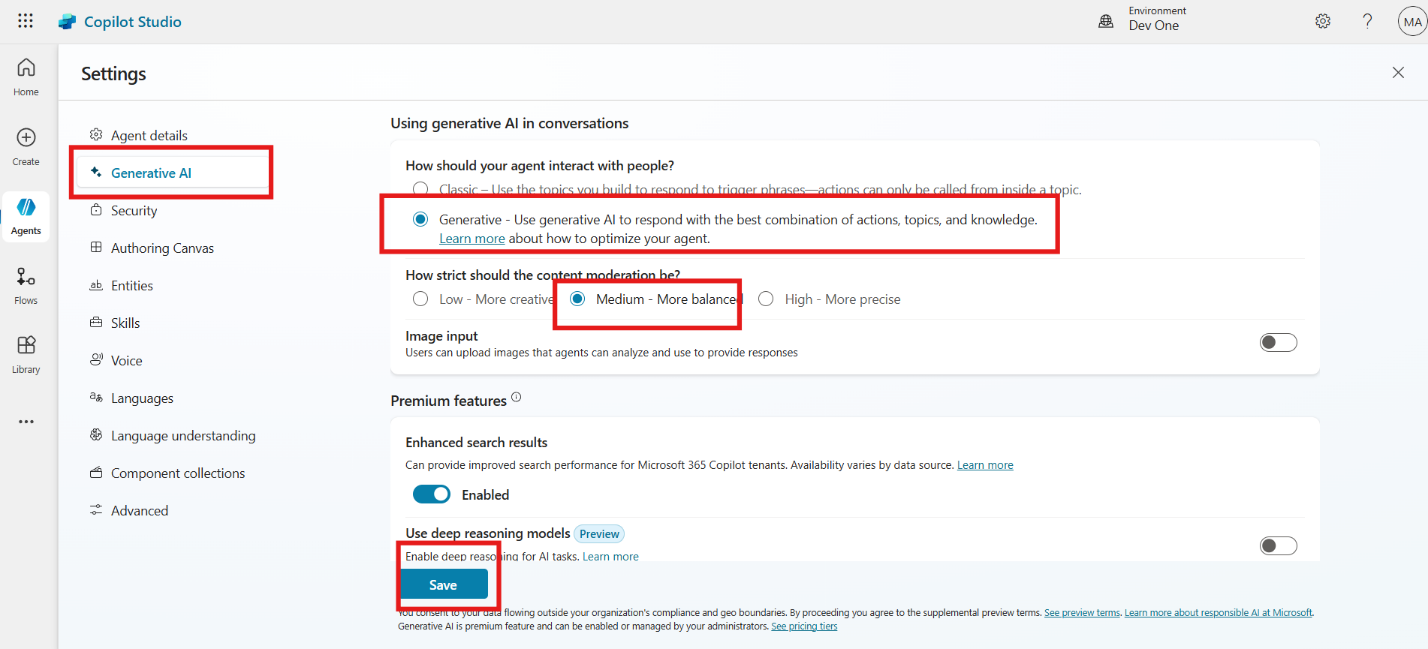 Copilot Studio
Environment
Dev One
MA
Home
Create
Agents
Flows
Library
Settings
Agent details
Generative AI
Security
Authoring Canvas
Entities
Skills
Voice
Languages
Language understanding
Component collections
Advanced
Using generative AI in conversations
How should your agent interact with people?
Classic – Use the topics you build to respond to trigger phrases—actions can only be called from inside a topic.
Generative - Use generative AI to respond with the best combination of actions, topics, and knowledge.
Learn more about how to optimize your agent.
How strict should the content moderation be?
Low - More creative Medium - More balanced High - More precise
Image input
Users can upload images that agents can analyze and use to provide responses
Premium features
Enhanced search results
Can provide improved search performance for Microsoft 365 Copilot tenants. Availability varies by data source. Learn more
Enabled
Use deep reasoning models Preview
Enable deep reasoning for AI tasks. Learn more
Save
You consent to your data flowing outside your organization's compliance and geo boundaries. By proceeding you agree to the supplemental preview terms. See preview terms. Learn more about responsible AI at Microsoft.
Generative AI is premium feature and can be enabled or managed by your administrators. See pricing tiers